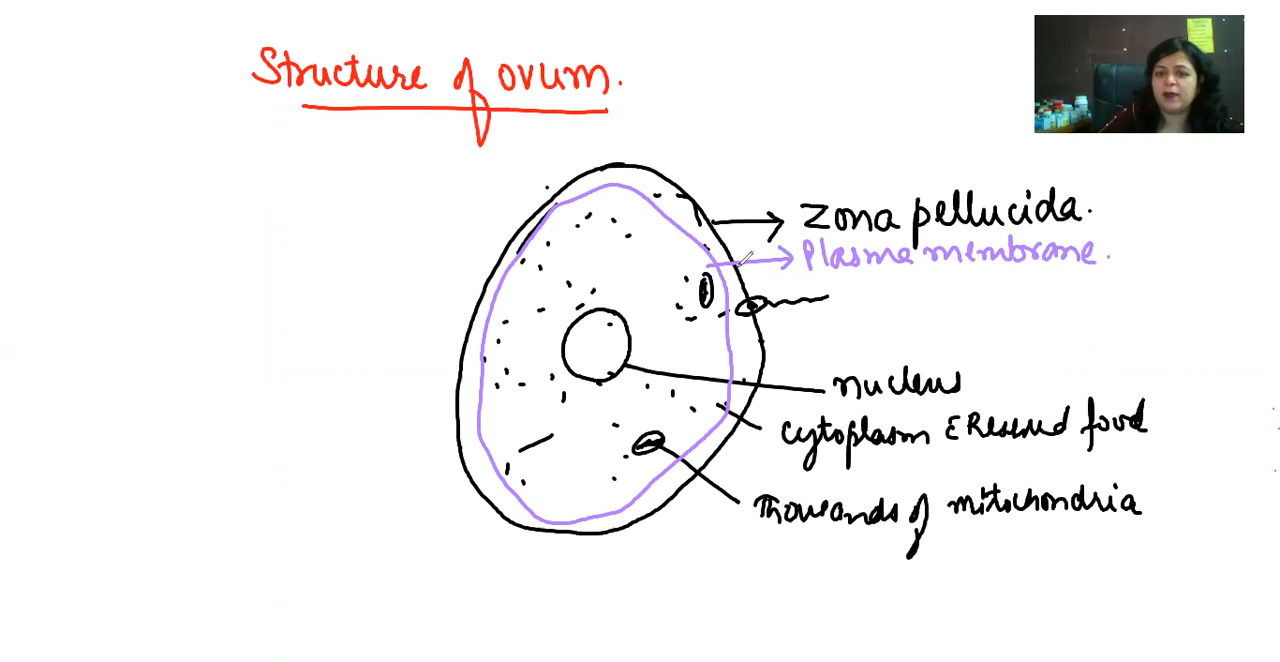 Structure of ovum.
Zona pellucida.
Plasma membrane.
nucleus
cytoplasm & Reserved food
Thousands of mitochondria